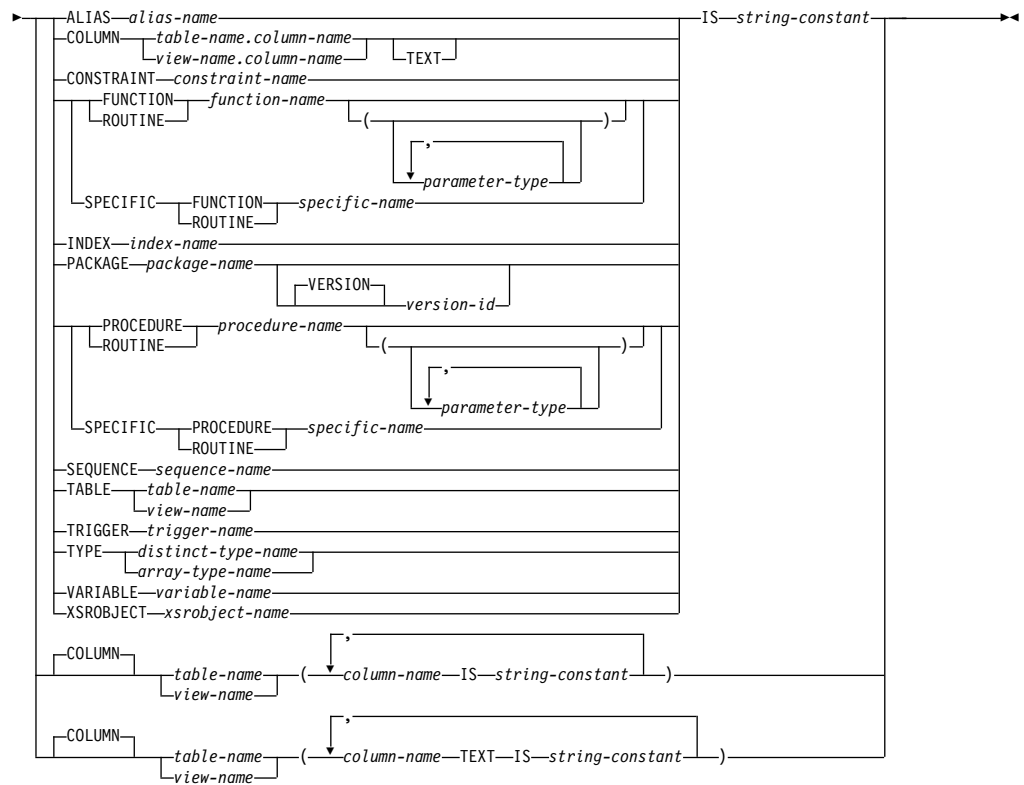 ALIAS alias-name IS string-constant
COLUMN table-name.column-name
view-name.column-name TEXT
CONSTRAINT constraint-name
FUNCTION function-name
ROUTINE ( )
,
parameter-type
SPECIFIC FUNCTION specific-name
ROUTINE
INDEX index-name
PACKAGE package-name
VERSION
version-id
PROCEDURE procedure-name
ROUTINE ( )
,
parameter-type
SPECIFIC PROCEDURE specific-name
ROUTINE
SEQUENCE sequence-name
TABLE table-name
view-name
TRIGGER trigger-name
TYPE distinct-type-name
array-type-name
VARIABLE variable-name
XSROBJECT xsrobject-name
,
COLUMN
table-name ( column-name IS string-constant )
view-name
,
COLUMN
table-name ( column-name TEXT IS string-constant )
view-name